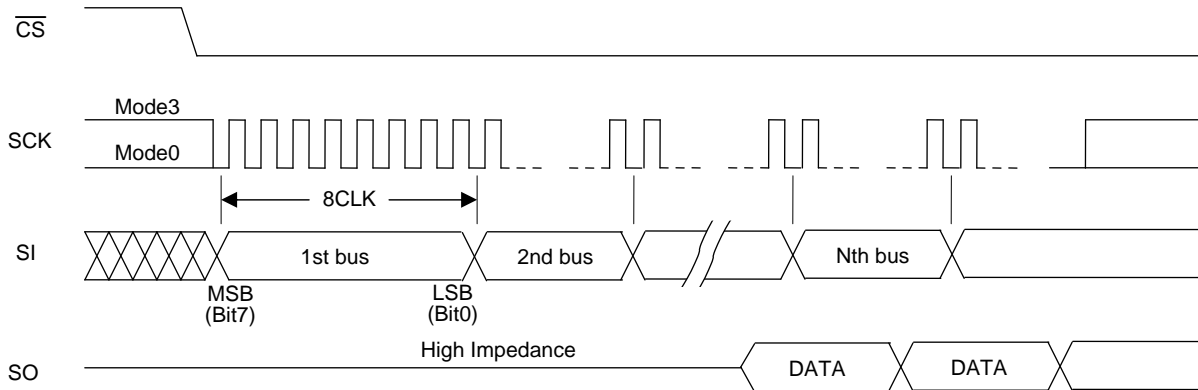 CS
Mode3
SCK
Mode0
8CLK
SI
1st bus
2nd bus
Nth bus
MSB
(Bit7)
LSB
(Bit0)
High Impedance
SO
DATA
DATA